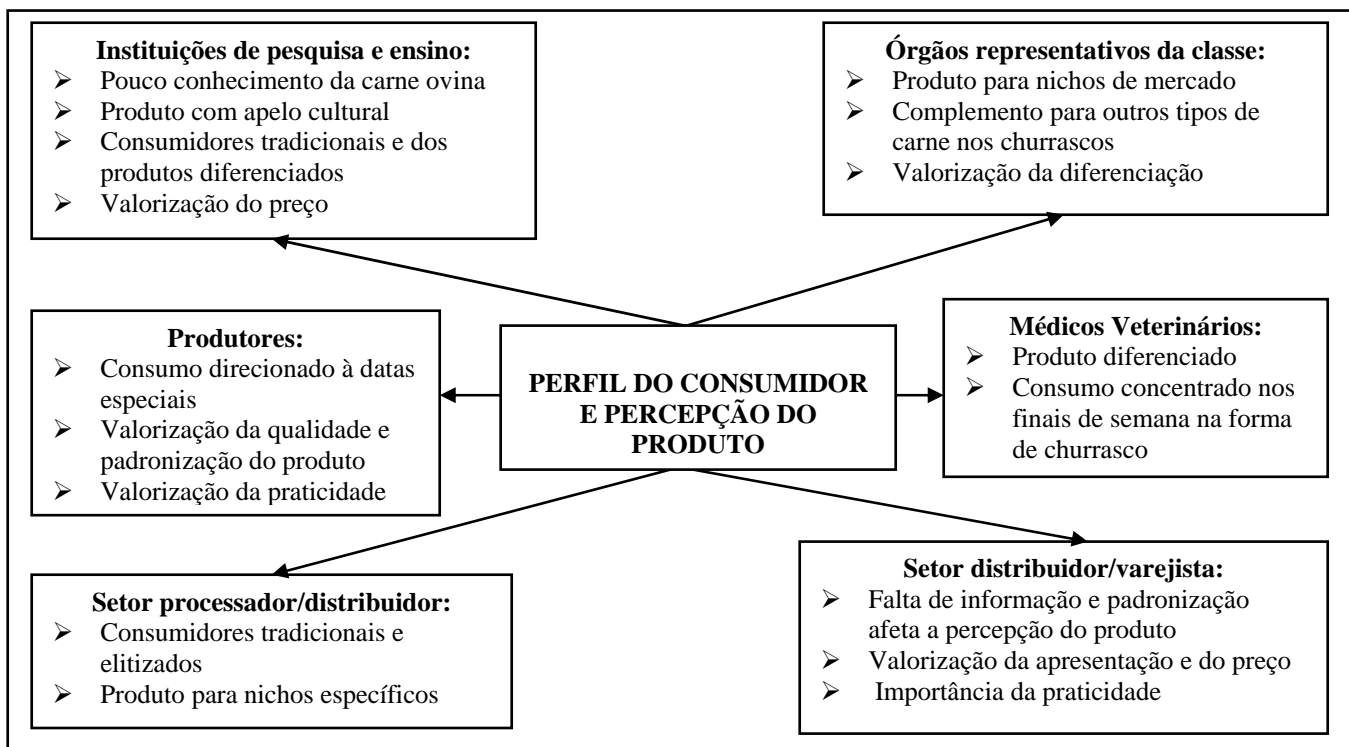 Instituições de pesquisa e ensino:
➢ Pouco conhecimento da carne ovina
➢ Produto com apelo cultural
➢ Consumidores tradicionais e dos
produtos diferenciados
➢ Valorização do preço
Órgãos representativos da classe:
➢ Produto para nichos de mercado
➢ Complemento para outros tipos de
carne nos churrascos
➢ Valorização da diferenciação
Produtores:
➢ Consumo direcionado à datas
especiais
➢ Valorização da qualidade e
padronização do produto
➢ Valorização da praticidade
PERFIL DO CONSUMIDOR
E PERCEPÇÃO DO
PRODUTO
Médicos Veterinários:
➢ Produto diferenciado
➢ Consumo concentrado nos
finais de semana na forma
de churrasco
Setor processador/distribuidor:
➢ Consumidores tradicionais e
elitizados
➢ Produto para nichos específicos
Setor distribuidor/varejista:
➢ Falta de informação e padronização
afeta a percepção do produto
➢ Valorização da apresentação e do preço
➢ Importância da praticidade